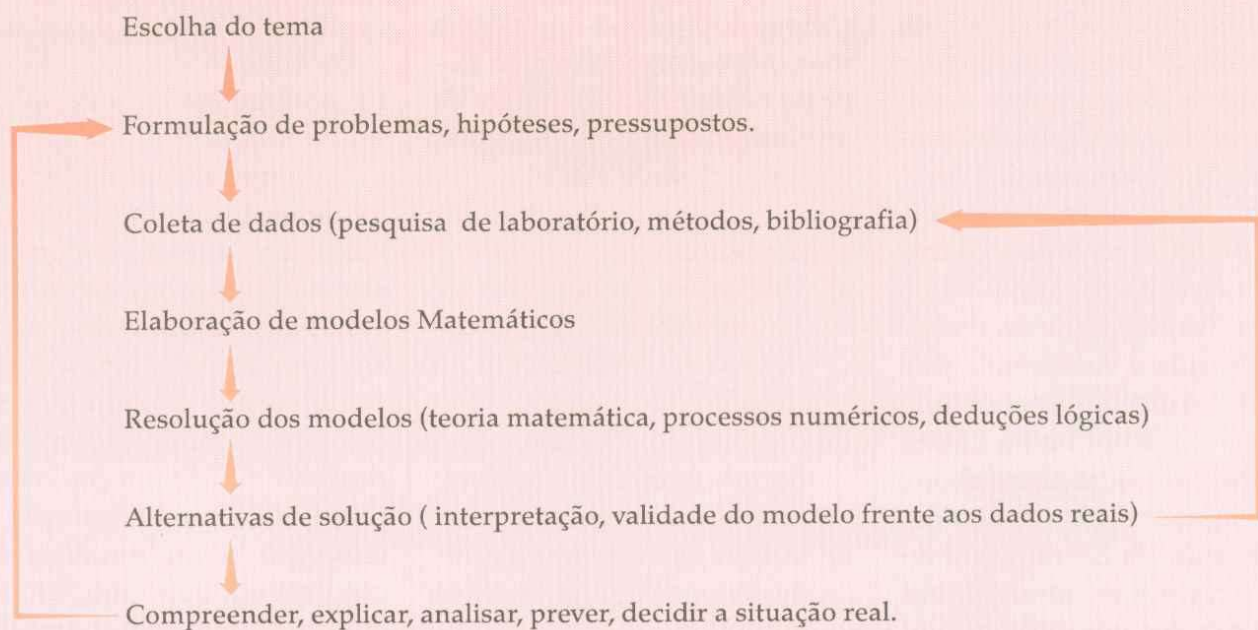 Escolha do tema
Formulação de problemas, hipóteses, pressupostos.
Coleta de dados (pesquisa de laboratório, métodos, bibliografia)
Elaboração de modelos Matemáticos
Resolução dos modelos (teoria matemática, processos numéricos, deduções lógicas)
Alternativas de solução ( interpretação, validade do modelo frente aos dados reais)
Compreender, explicar, analisar, prever, decidir a situação real.